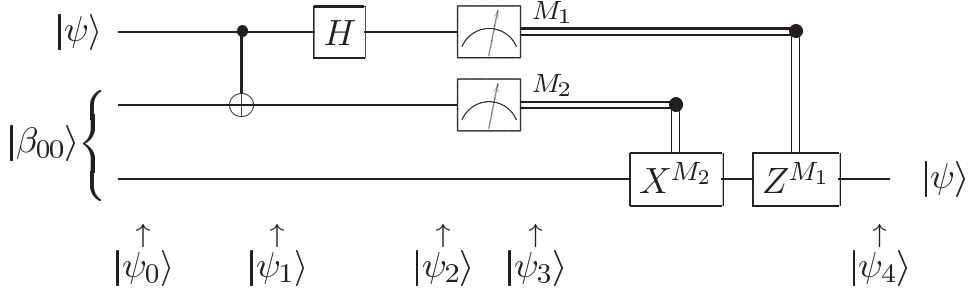 |ψ⟩ H M₁
M₂
|β₀₀⟩
X^{M₂} Z^{M₁} |ψ⟩
↑ ↑ ↑ ↑ ↑
|ψ₀⟩ |ψ₁⟩ |ψ₂⟩ |ψ₃⟩ |ψ₄⟩